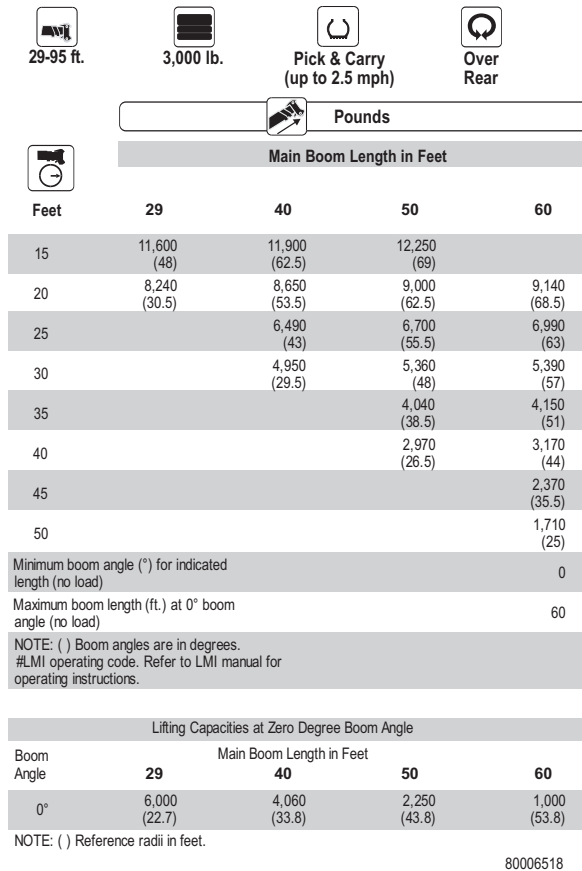 29-95 ft. 3,000 lb. Pick & Carry Over
(up to 2.5 mph) Rear
Pounds
Main Boom Length in Feet
Feet 29 40 50 60
15 11,600 11,900 12,250
(48) (62.5) (69)
20 8,240 8,650 9,000 9,140
(30.5) (53.5) (62.5) (68.5)
25 6,490 6,700 6,990
(43) (55.5) (63)
30 4,950 5,360 5,390
(29.5) (48) (57)
35 4,040 4,150
(38.5) (51)
40 2,970 3,170
(26.5) (44)
45 2,370
(35.5)
50 1,710
(25)
Minimum boom angle (°) for indicated
length (no load) 0
Maximum boom length (ft.) at 0° boom
angle (no load) 60
NOTE: ( ) Boom angles are in degrees.
#LMI operating code. Refer to LMI manual for
operating instructions.
Lifting Capacities at Zero Degree Boom Angle
Boom Main Boom Length in Feet
Angle 29 40 50 60
0° 6,000 4,060 2,250 1,000
(22.7) (33.8) (43.8) (53.8)
NOTE: ( ) Reference radii in feet.
80006518